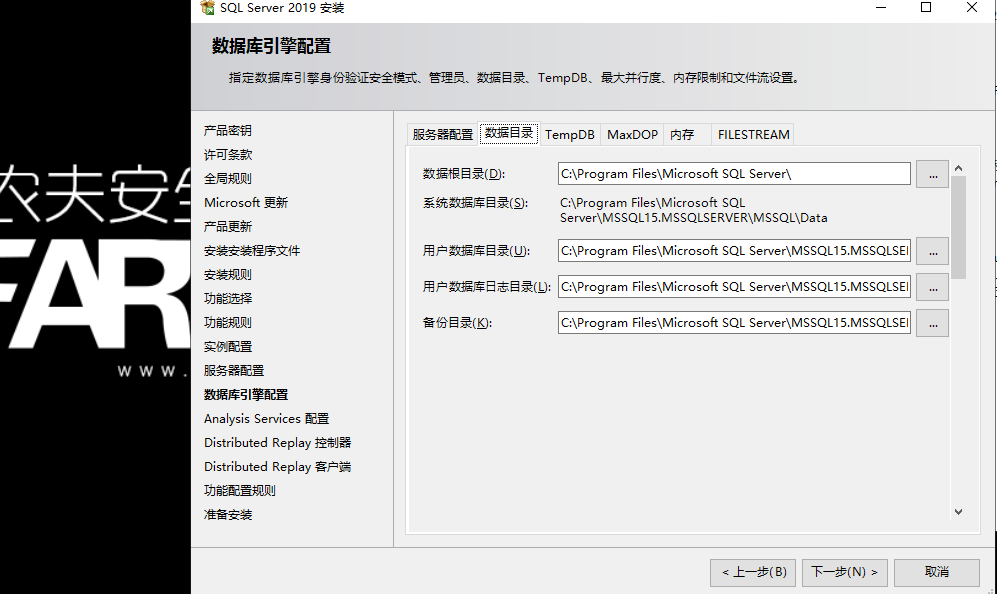 SQL Server 2019 安装
数据库引擎配置
指定数据库引擎身份验证安全模式、管理员、数据目录、TempDB、最大并行度、内存限制和文件流设置。
农夫安全
FAR
www.
产品密钥
许可条款
全局规则
Microsoft 更新
产品更新
安装安装程序文件
安装规则
功能选择
功能规则
实例配置
服务器配置
数据库引擎配置
Analysis Services 配置
Distributed Replay 控制器
Distributed Replay 客户端
功能配置规则
准备安装
服务器配置 数据目录 TempDB MaxDOP 内存 FILESTREAM
数据根目录(D): C:\Program Files\Microsoft SQL Server\ ...
系统数据库目录(S): C:\Program Files\Microsoft SQL
Server\MSSQL15.MSSQLSERVER\MSSQL\Data
用户数据库目录(U): C:\Program Files\Microsoft SQL Server\MSSQL15.MSSQLSE ...
用户数据库日志目录(L): C:\Program Files\Microsoft SQL Server\MSSQL15.MSSQLSE ...
备份目录(K): C:\Program Files\Microsoft SQL Server\MSSQL15.MSSQLSE ...
< 上一步(B) 下一步(N) > 取消